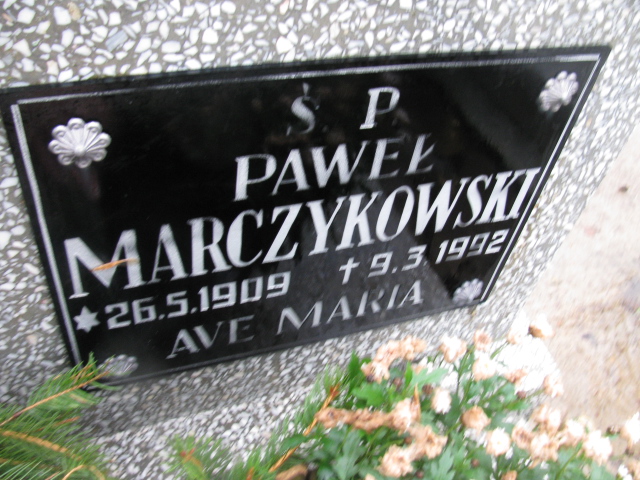 Ś P
PAWEŁ
MARCZYKOWSKI
* 26.5.1909 † 9.3 1992
AVE MARIA